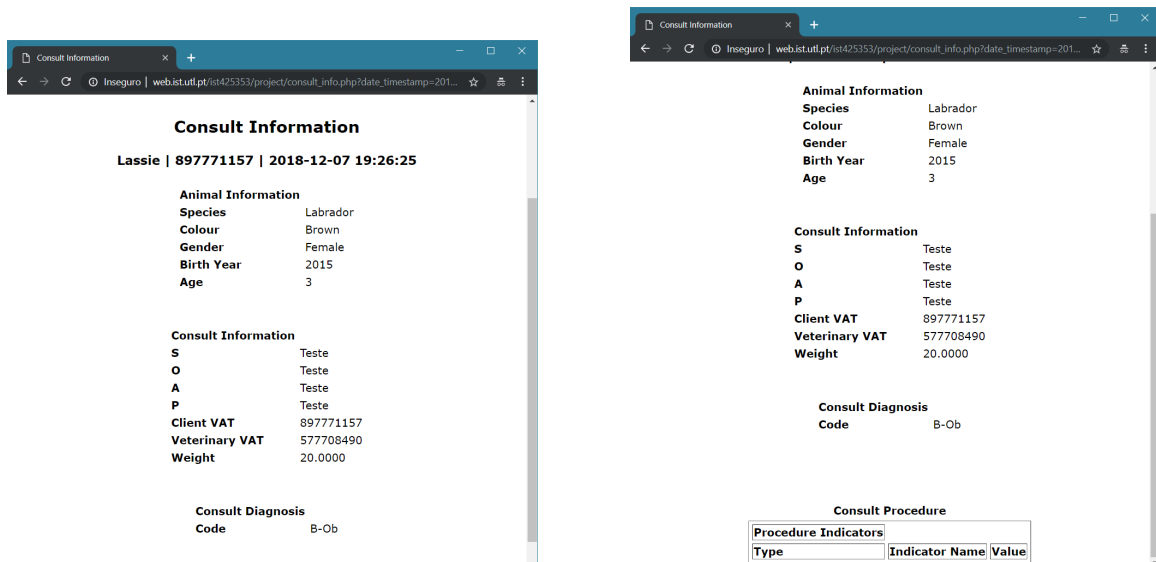 Consult Information
Inseguro | web.ist.utl.pt/ist425353/project/consult_info.php?date_timestamp=201...
Consult Information
Lassie | 897771157 | 2018-12-07 19:26:25
Animal Information
Species Labrador
Colour Brown
Gender Female
Birth Year 2015
Age 3
Consult Information
S Teste
O Teste
A Teste
P Teste
Client VAT 897771157
Veterinary VAT 577708490
Weight 20.0000
Consult Diagnosis
Code B-Ob
Consult Information
Inseguro | web.ist.utl.pt/ist425353/project/consult_info.php?date_timestamp=201...
Animal Information
Species Labrador
Colour Brown
Gender Female
Birth Year 2015
Age 3
Consult Information
S Teste
O Teste
A Teste
P Teste
Client VAT 897771157
Veterinary VAT 577708490
Weight 20.0000
Consult Diagnosis
Code B-Ob
Consult Procedure
Procedure Indicators
Type Indicator Name Value